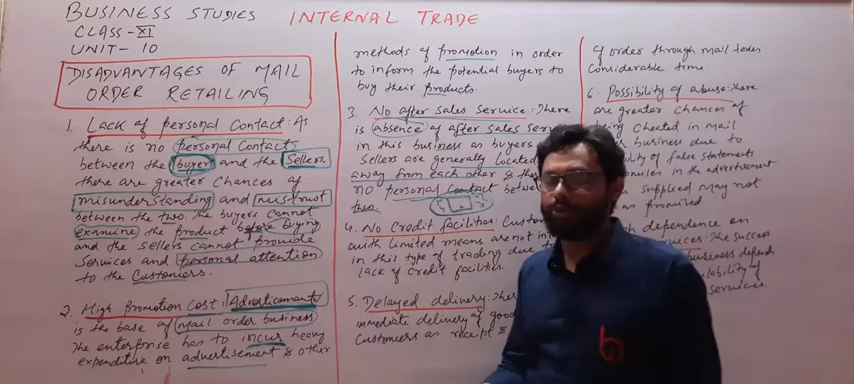 BUSINESS STUDIES
INTERNAL TRADE
CLASS-XI
UNIT-10
DISADVANTAGES OF MAIL
ORDER RETAILING
1. Lack of personal Contact: As
there is no personal Contact
between the buyer and the Sellers,
there are greater Chances of
misunderstanding and mistrust
between the two. The buyers cannot
examine the product before buying
and the Sellers cannot provide
Services and personal attention
to the Customers.
2. High promotion Cost: Advertisement
is the base of mail order business
The enterprise has to incur heavy
expenditure on advertisement & other
methods of promotion in order
to inform the potential buyers to
buy their products.
3. No after Sales Service: There
is absence of after sales
in this business as buyers
Sellers are generally located
away from each other &
no personal Contact
two.
4. No Credit facilities:
with limited means are not
in this type of trading due
lack of Credit facilities.
5. Delayed delivery:
immediate delivery of
Customers as receipt &
of order through mail takes
Considerable time.
6. Possibility of abuse: There
are greater Chances of
cheated in mail
business due to
of false statements
in the advertisement
supplied may not
as promised
dependence on
The success
business depends
of
services.